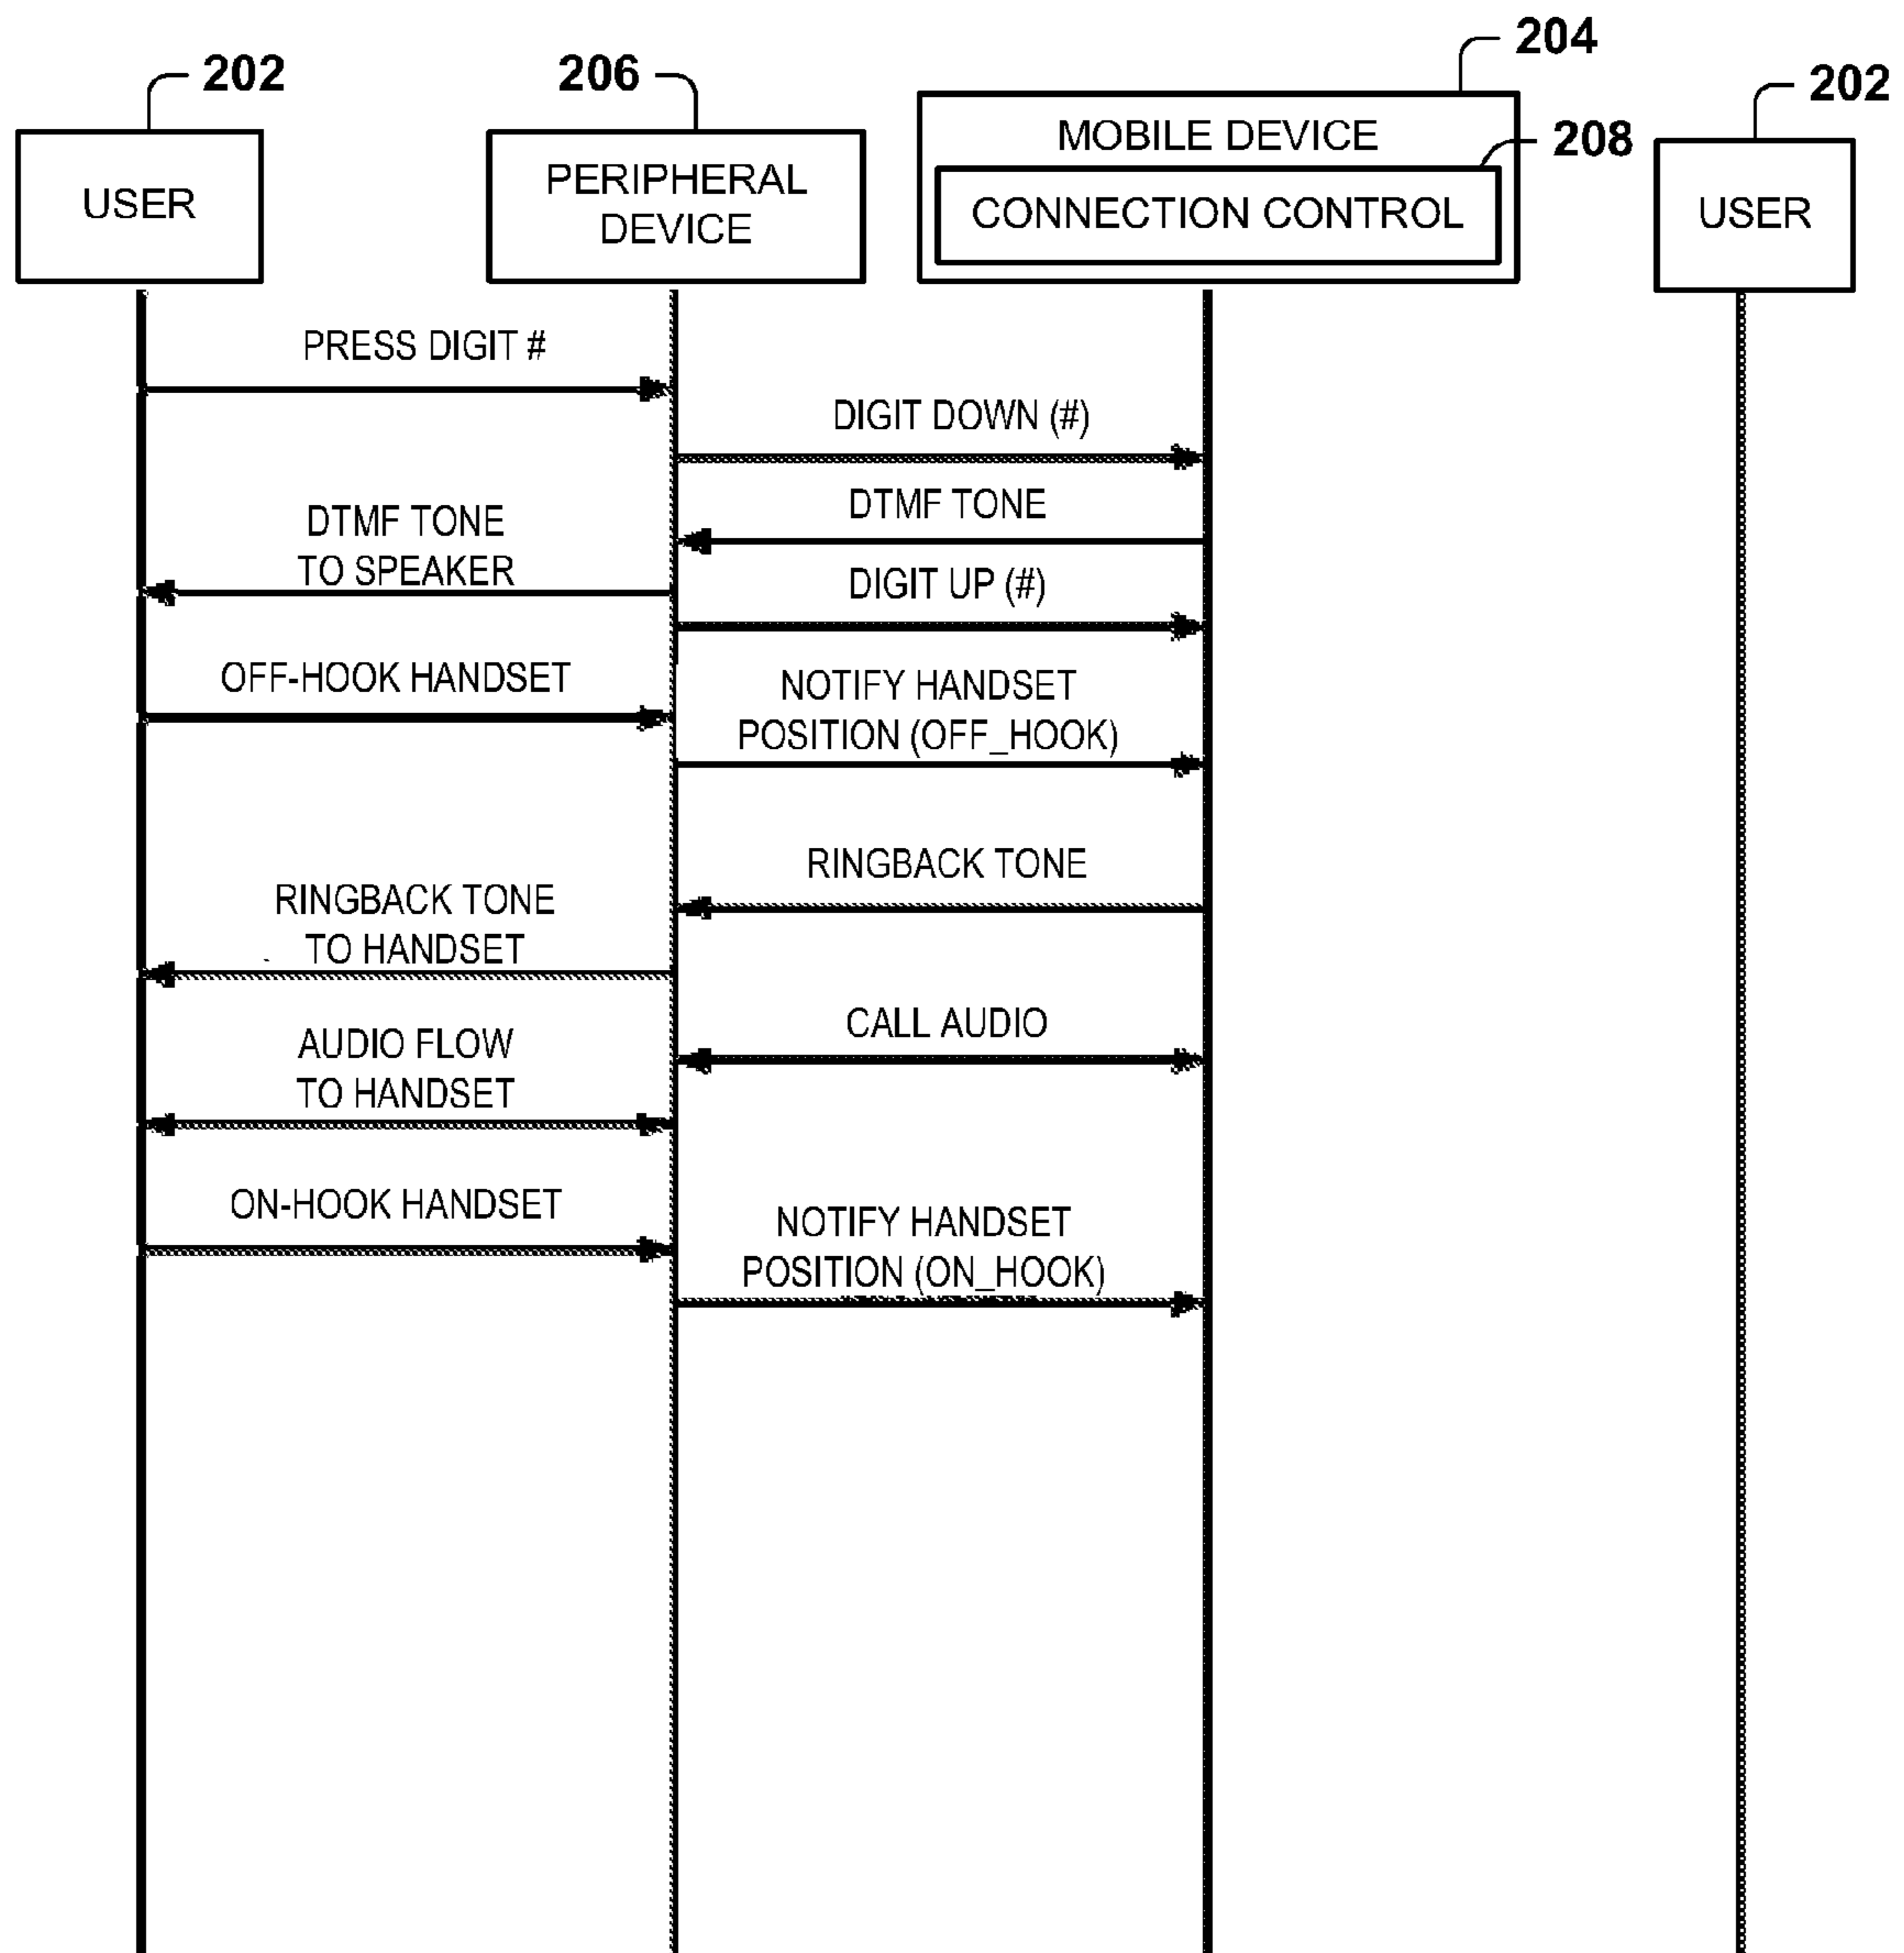 204
202
206
202
MOBILE DEVICE
208
USER
PERIPHERAL
DEVICE
CONNECTION CONTROL
USER
PRESS DIGIT #
DIGIT DOWN (#)
DTMF TONE
DTMF TONE
TO SPEAKER
DIGIT UP (#)
OFF-HOOK HANDSET
NOTIFY HANDSET
POSITION (OFF_HOOK)
RINGBACK TONE
RINGBACK TONE
TO HANDSET
CALL AUDIO
AUDIO FLOW
TO HANDSET
ON-HOOK HANDSET
NOTIFY HANDSET
POSITION (ON_HOOK)